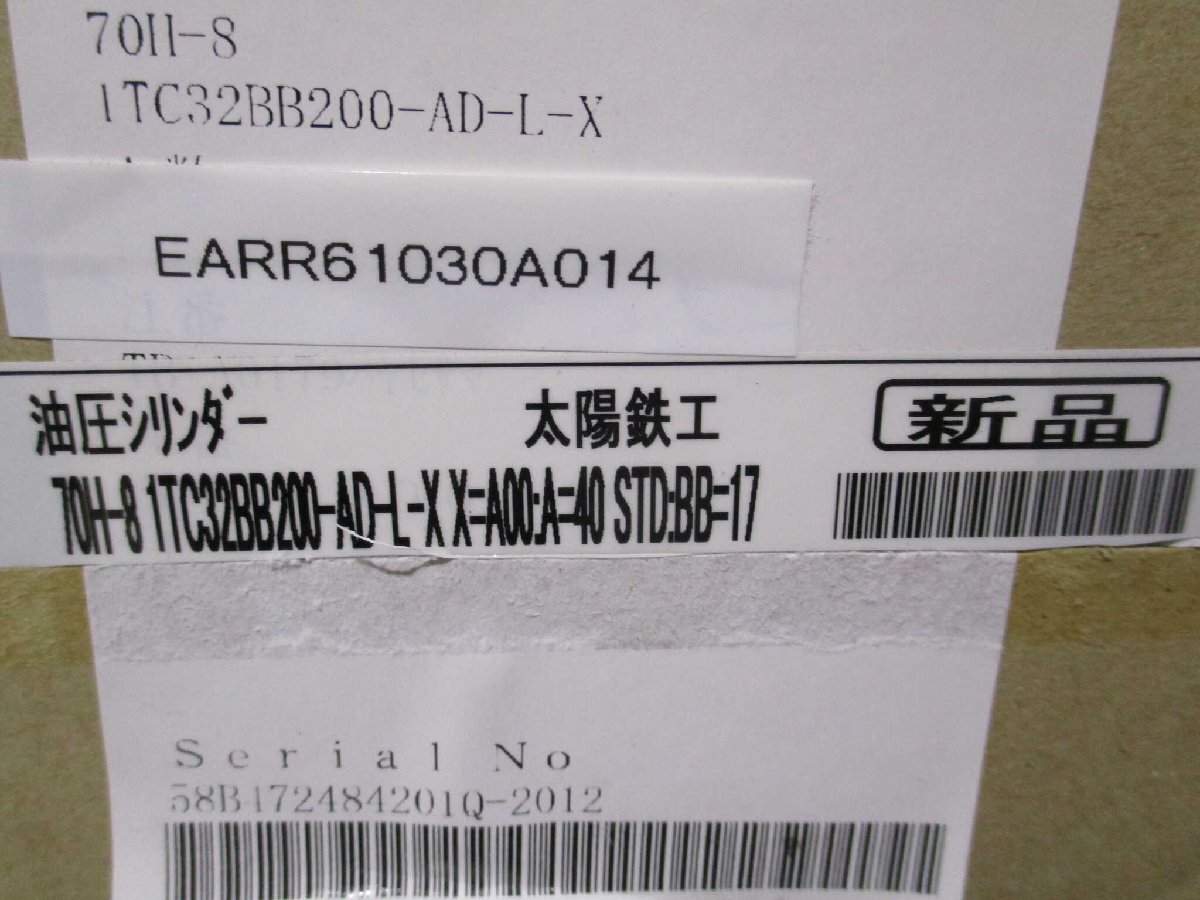 70H-8
1TC32BB200-AD-L-X
EARR61030A014
油圧シリンダー 太陽鉄工 新品
70H-8 1TC32BB200-AD-L-X X=A00:A=40 STD:BB=17
Serial No
58B472484201Q-2012